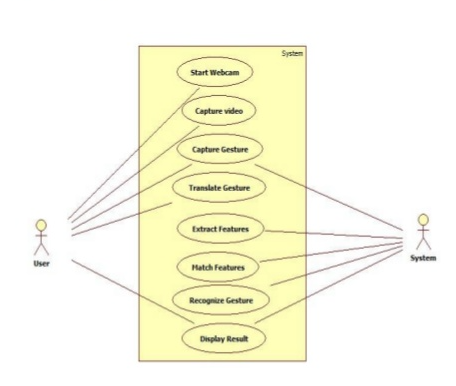 System
Start Webcam
Capture video
Capture Gesture
Translate Gesture
Extract Features
Match Features
Recognize Gesture
Display Result
User
System